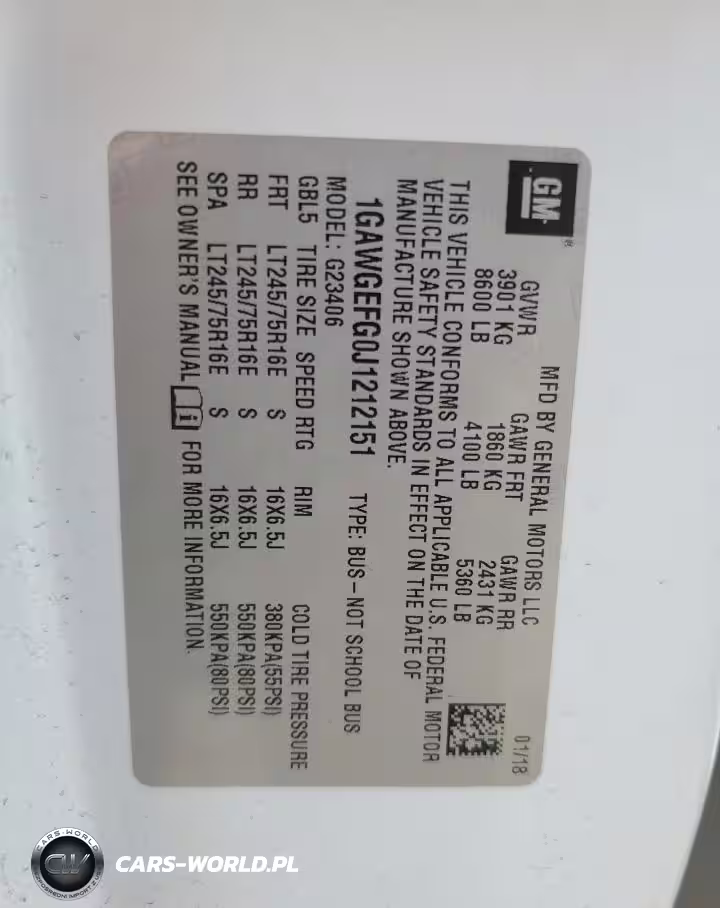 GM®
MFD BY GENERAL MOTORS LLC 01/18
GVWR GAWR FRT GAWR RR
3901 KG 1860 KG 2431 KG
8600 LB 4100 LB 5360 LB
THIS VEHICLE CONFORMS TO ALL APPLICABLE U.S. FEDERAL MOTOR
VEHICLE SAFETY STANDARDS IN EFFECT ON THE DATE OF
MANUFACTURE SHOWN ABOVE.
1GAWGEFG0J1212151 TYPE: BUS–NOT SCHOOL BUS
MODEL: G23406
GBL5 TIRE SIZE SPEED RTG RIM COLD TIRE PRESSURE
FRT LT245/75R16E S 16X6.5J 380KPA(55PSI)
RR LT245/75R16E S 16X6.5J 550KPA(80PSI)
SPA LT245/75R16E S 16X6.5J 550KPA(80PSI)
SEE OWNER'S MANUAL i FOR MORE INFORMATION.
CARS-WORLD
CW
CARS-WORLD.PL